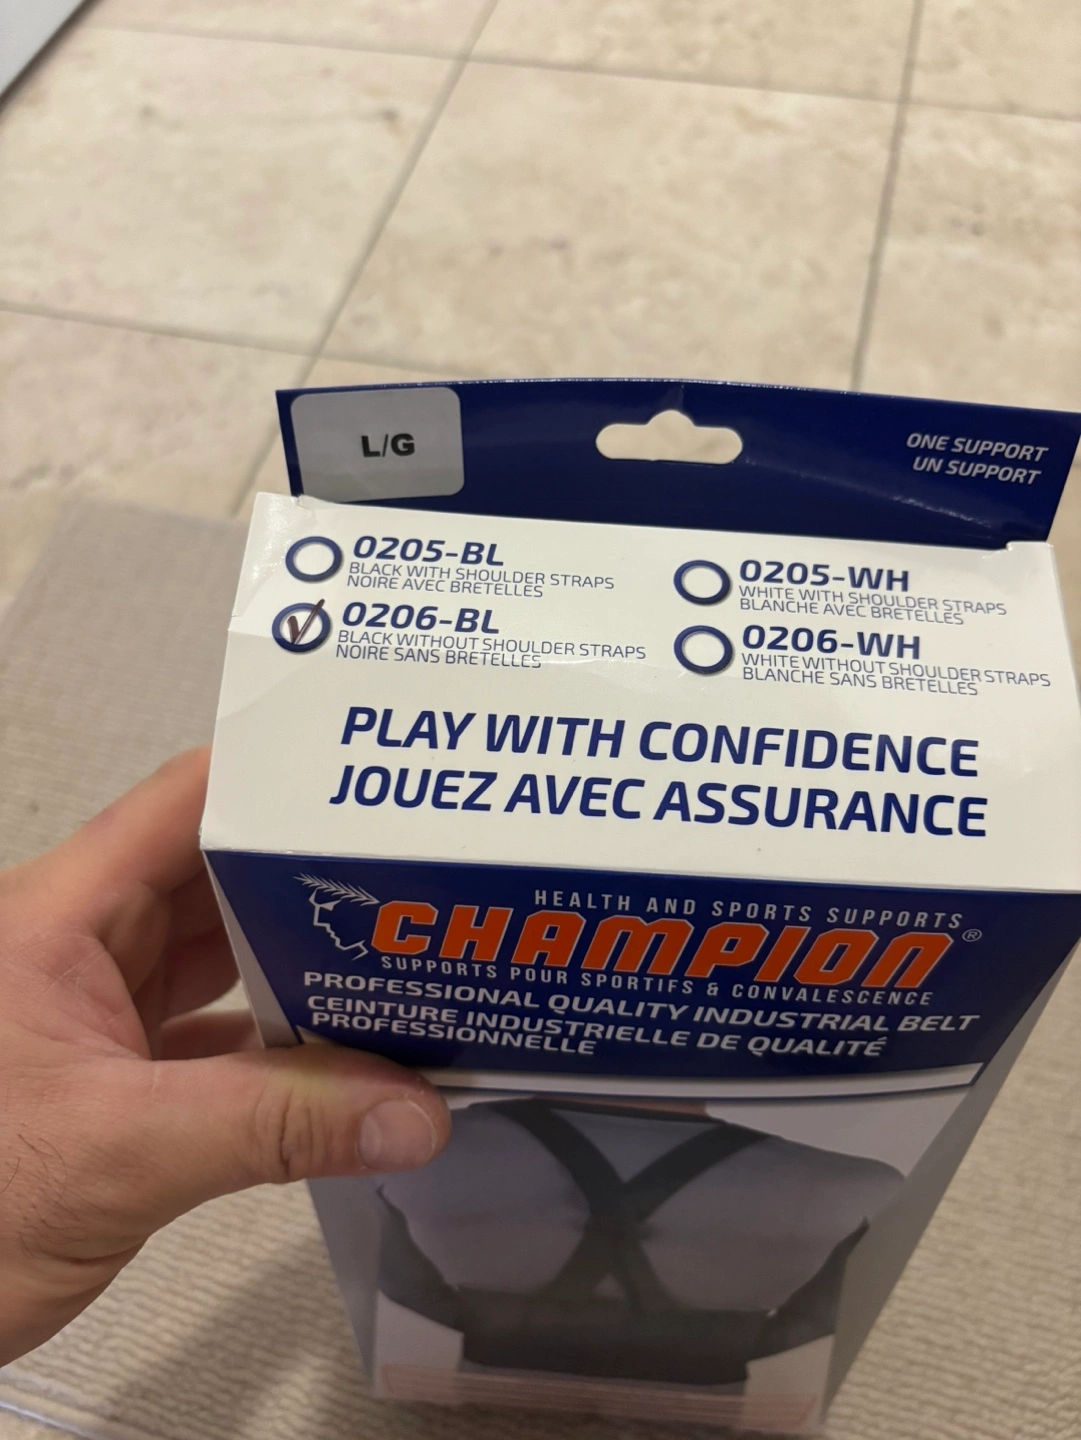 L/G
ONE SUPPORT
UN SUPPORT
0205-BL
BLACK WITH SHOULDER STRAPS
NOIRE AVEC BRETELLES
0206-BL
BLACK WITHOUT SHOULDER STRAPS
NOIRE SANS BRETELLES
0205-WH
WHITE WITH SHOULDER STRAPS
BLANCHE AVEC BRETELLES
0206-WH
WHITE WITHOUT SHOULDER STRAPS
BLANCHE SANS BRETELLES
PLAY WITH CONFIDENCE
JOUEZ AVEC ASSURANCE
HEALTH AND SPORTS SUPPORTS
CHAMPION®
SUPPORTS POUR SPORTIFS & CONVALESCENCE
PROFESSIONAL QUALITY INDUSTRIAL BELT
CEINTURE INDUSTRIELLE DE QUALITÉ
PROFESSIONNELLE